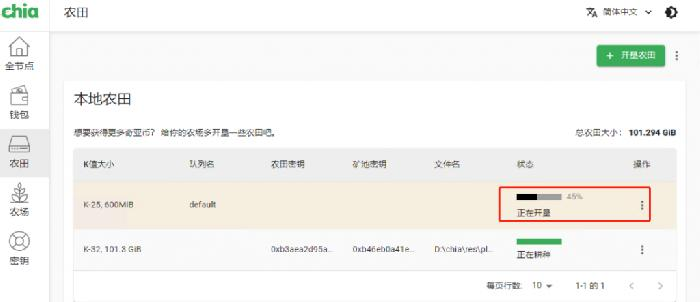 chia
农田
简体中文
全节点
钱包
农田
农场
密钥
+ 开垦农田
本地农田
想要获得更多奇亚币? 给你的农场多开垦一些农田吧。
总农田大小: 101.294 GiB
K值大小 队列名 农田密钥 矿池密钥 文件名 状态 操作
K-25, 600MiB default 45%
正在开垦
K-32, 101.3 GiB 0xb3aea2d95a... 0xb46eb0a41e... D:\chia\res\pl...
正在耕种
每页行数: 10 1-1 的 1